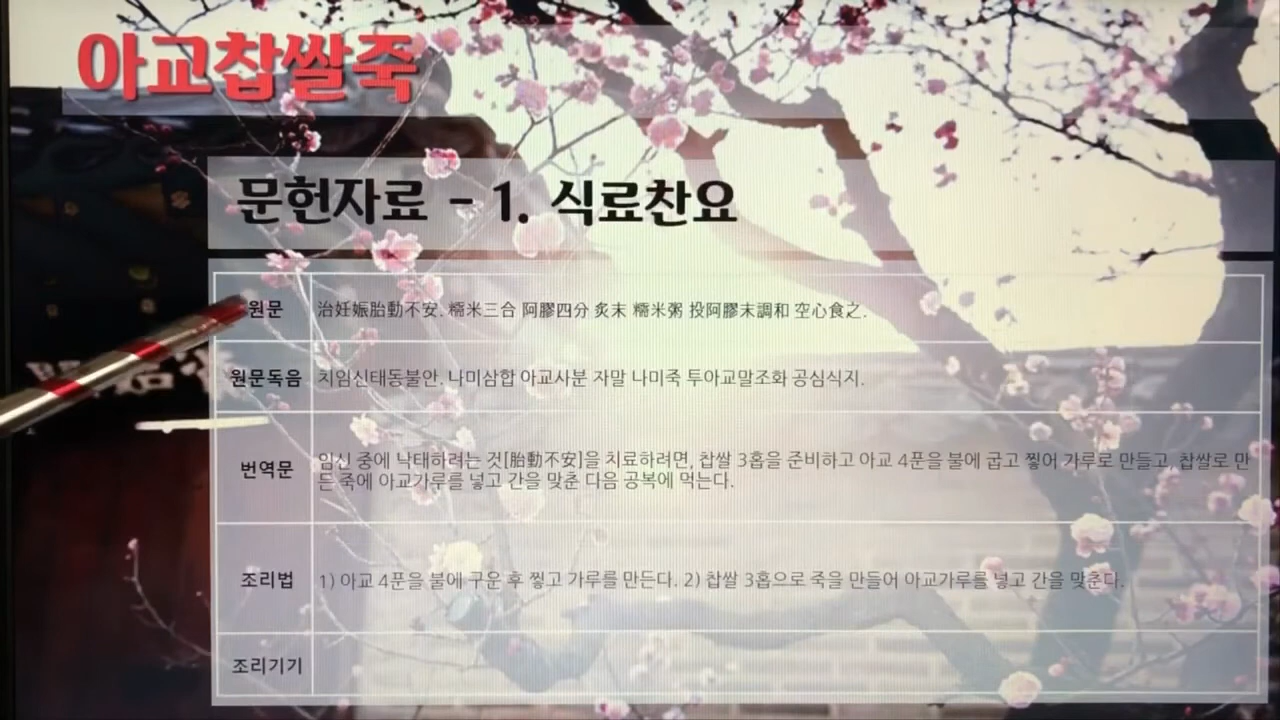 아교찹쌀죽
문헌자료 - 1. 식료찬요
원문 治妊娠胎動不安. 糯米三合 阿膠四分 炙末 糯米粥 投阿膠末調和 空心食之.
원문독음 치임신태동불안. 나미삼합 아교사분 자말 나미죽 투아교말조화 공심식지.
번역문 임신 중에 낙태하려는 것[胎動不安]을 치료하려면, 찹쌀 3홉을 준비하고 아교 4푼을 불에 굽고 찧어 가루로 만들고, 찹쌀로 만
든 죽에 아교가루를 넣고 간을 맞춘 다음 공복에 먹는다.
조리법 1) 아교 4푼을 불에 구운 후 찧고 가루를 만든다. 2) 찹쌀 3홉으로 죽을 만들어 아교가루를 넣고 간을 맞춘다.
조리기기